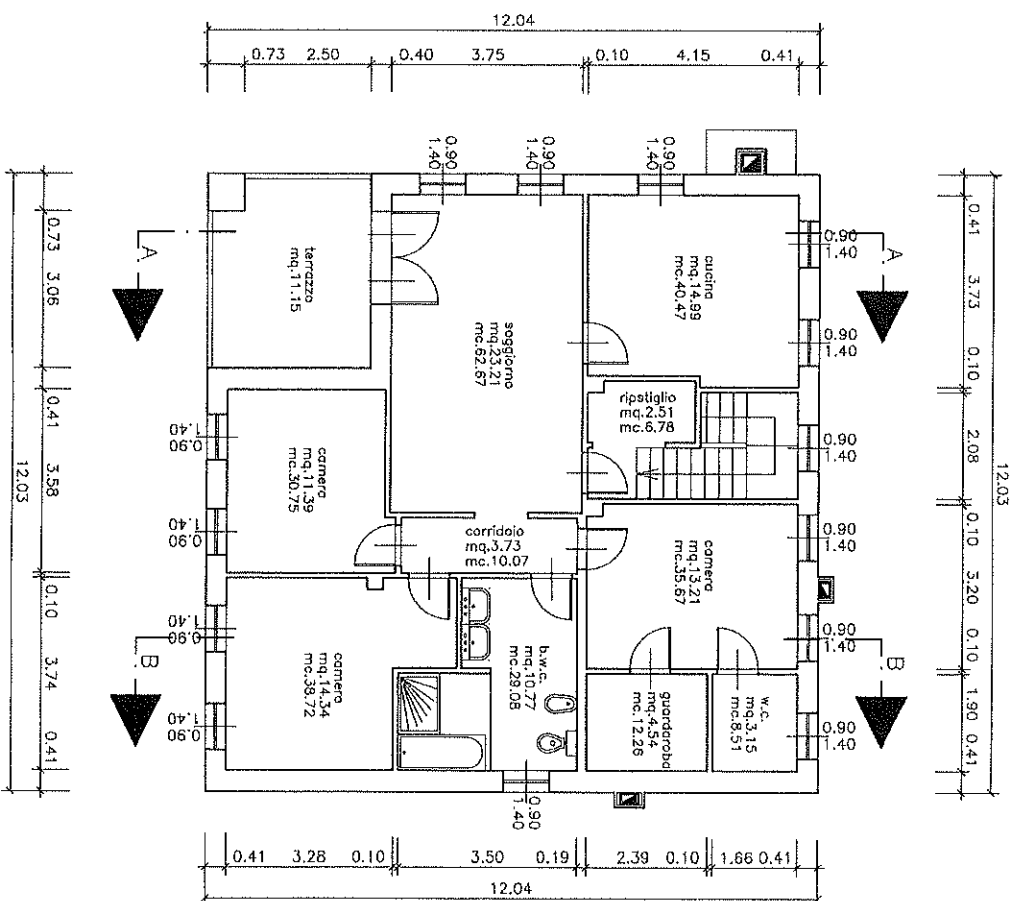 12.04
0.73 2.50 0.40 3.75 0.10 4.15 0.41
0.90
1.40
0.90
1.40
0.90
1.40
12.03
0.73 3.06 0.41 3.58 0.10 3.74 0.41
0.41 3.73 0.10 2.08 0.10 3.20 0.10 1.90 0.41
12.03
A.
A.
terrazzo
mq.11.15
soggiorno
mq.23.21
mc.62.67
cucina
mq.14.99
mc.40.47
0.90
1.40
0.90
1.40
ripstiglio
mq.2.51
mc.6.78
0.90
1.40
camera
mq.11.39
mc.30.75
1.40
0.90
1.40
0.90
corridoio
mq.3.73
mc.10.07
camera
mq.13.21
mc.35.67
0.90
1.40
0.90
1.40
B.
B.
camera
mq.14.34
mc.38.72
1.40
0.90
1.40
0.90
b.w.c.
mq.10.77
mc.29.08
guardaroba
mq.4.54
mc.12.26
w.c.
mq.3.15
mc.8.51
0.90
1.40
0.90
1.40
0.41 3.28 0.10 3.50 0.19 2.39 0.10 1.66 0.41
12.04